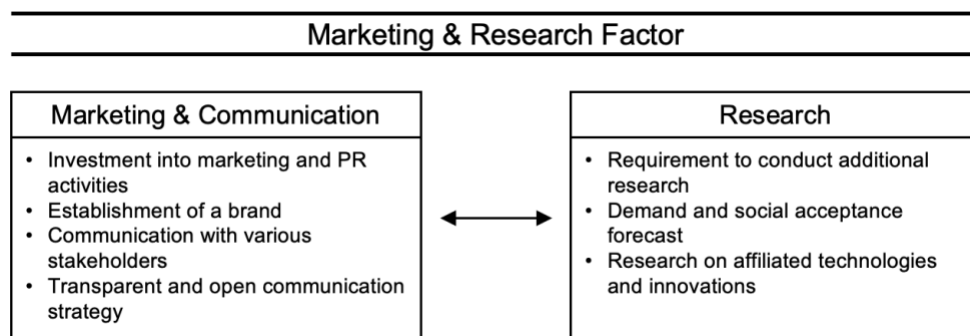 Marketing & Research Factor
Marketing & Communication
• Investment into marketing and PR
activities
• Establishment of a brand
• Communication with various
stakeholders
• Transparent and open communication
strategy
Research
• Requirement to conduct additional
research
• Demand and social acceptance
forecast
• Research on affiliated technologies
and innovations